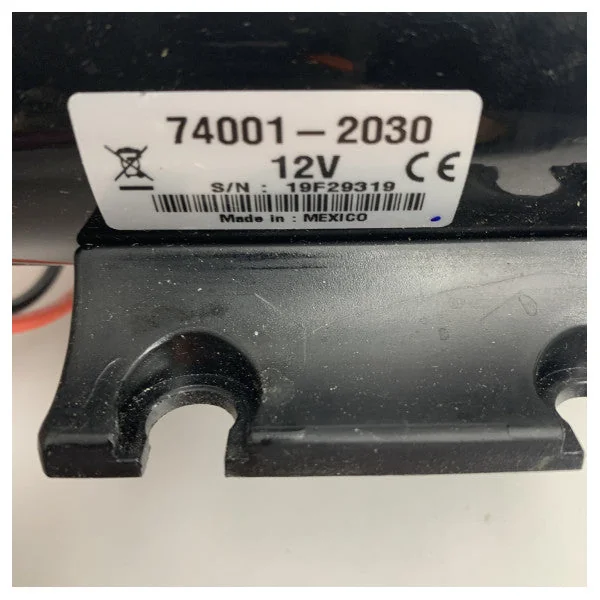 74001-2030
12V CE
S/N : 19F29319
Made in : MEXICO